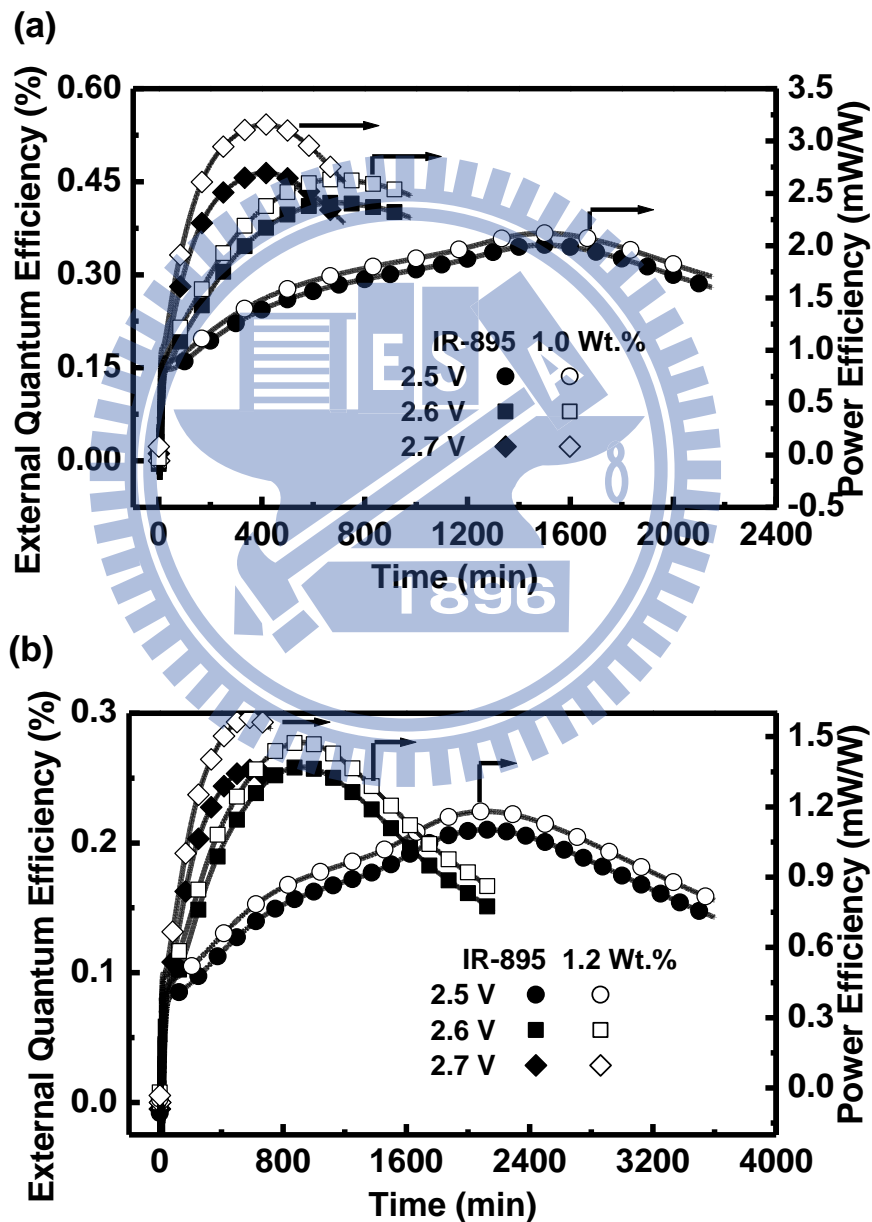 (a)
External Quantum Efficiency (%)
0.60
0.45
0.30
0.15
0.00
3.5
3.0
2.5
2.0
1.5
1.0
0.5
0.0
-0.5
Power Efficiency (mW/W)
IR-895 1.0 Wt.%
2.5 V
2.6 V
2.7 V
0 400 800 1200 1600 2000 2400
Time (min)
ESA
8
1896
(b)
External Quantum Efficiency (%)
0.3
0.2
0.1
0.0
1.5
1.2
0.9
0.6
0.3
0.0
Power Efficiency (mW/W)
IR-895 1.2 Wt.%
2.5 V
2.6 V
2.7 V
0 800 1600 2400 3200 4000
Time (min)